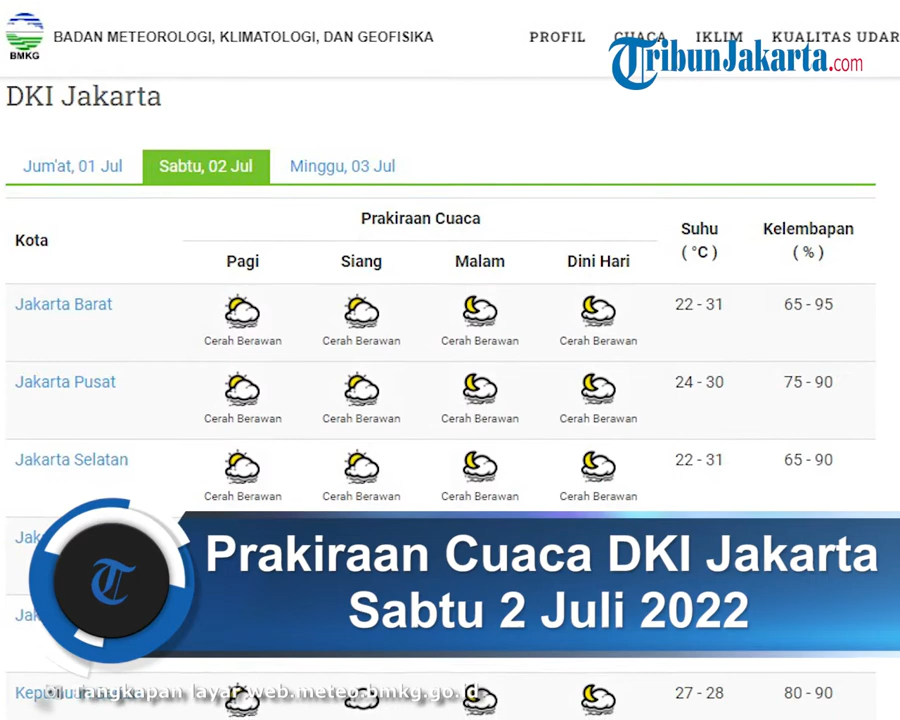 BMKG
BADAN METEOROLOGI, KLIMATOLOGI, DAN GEOFISIKA
PROFIL CUACA IKLIM KUALITAS UDAR
TribunJakarta.com
DKI Jakarta
Jum'at, 01 Jul Sabtu, 02 Jul Minggu, 03 Jul
Kota Prakiraan Cuaca Suhu Kelembapan
Pagi Siang Malam Dini Hari ( °C ) ( % )
Jakarta Barat 22 - 31 65 - 95
Cerah Berawan Cerah Berawan Cerah Berawan Cerah Berawan
Jakarta Pusat 24 - 30 75 - 90
Cerah Berawan Cerah Berawan Cerah Berawan Cerah Berawan
Jakarta Selatan 22 - 31 65 - 90
Cerah Berawan Cerah Berawan Cerah Berawan Cerah Berawan
Prakiraan Cuaca DKI Jakarta
Sabtu 2 Juli 2022
tangkapan layar web.meteo.bmkg.go.id
27 - 28 80 - 90